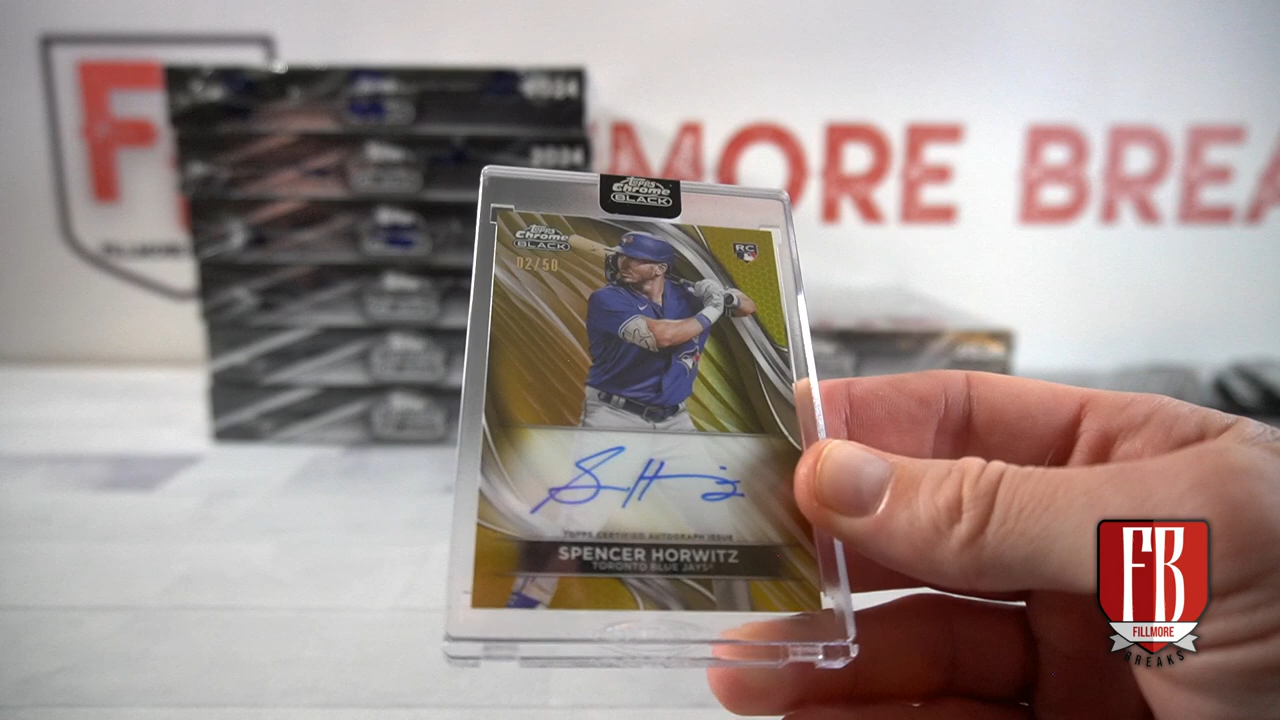 F
FILLMORE
MORE BREA
2024
2024
Topps
Chrome
BLACK
Topps
Chrome
BLACK
RC
02/50
TOPPS CERTIFIED AUTOGRAPH ISSUE
SPENCER HORWITZ
TORONTO BLUE JAYS
FB
FILLMORE
BREAKS